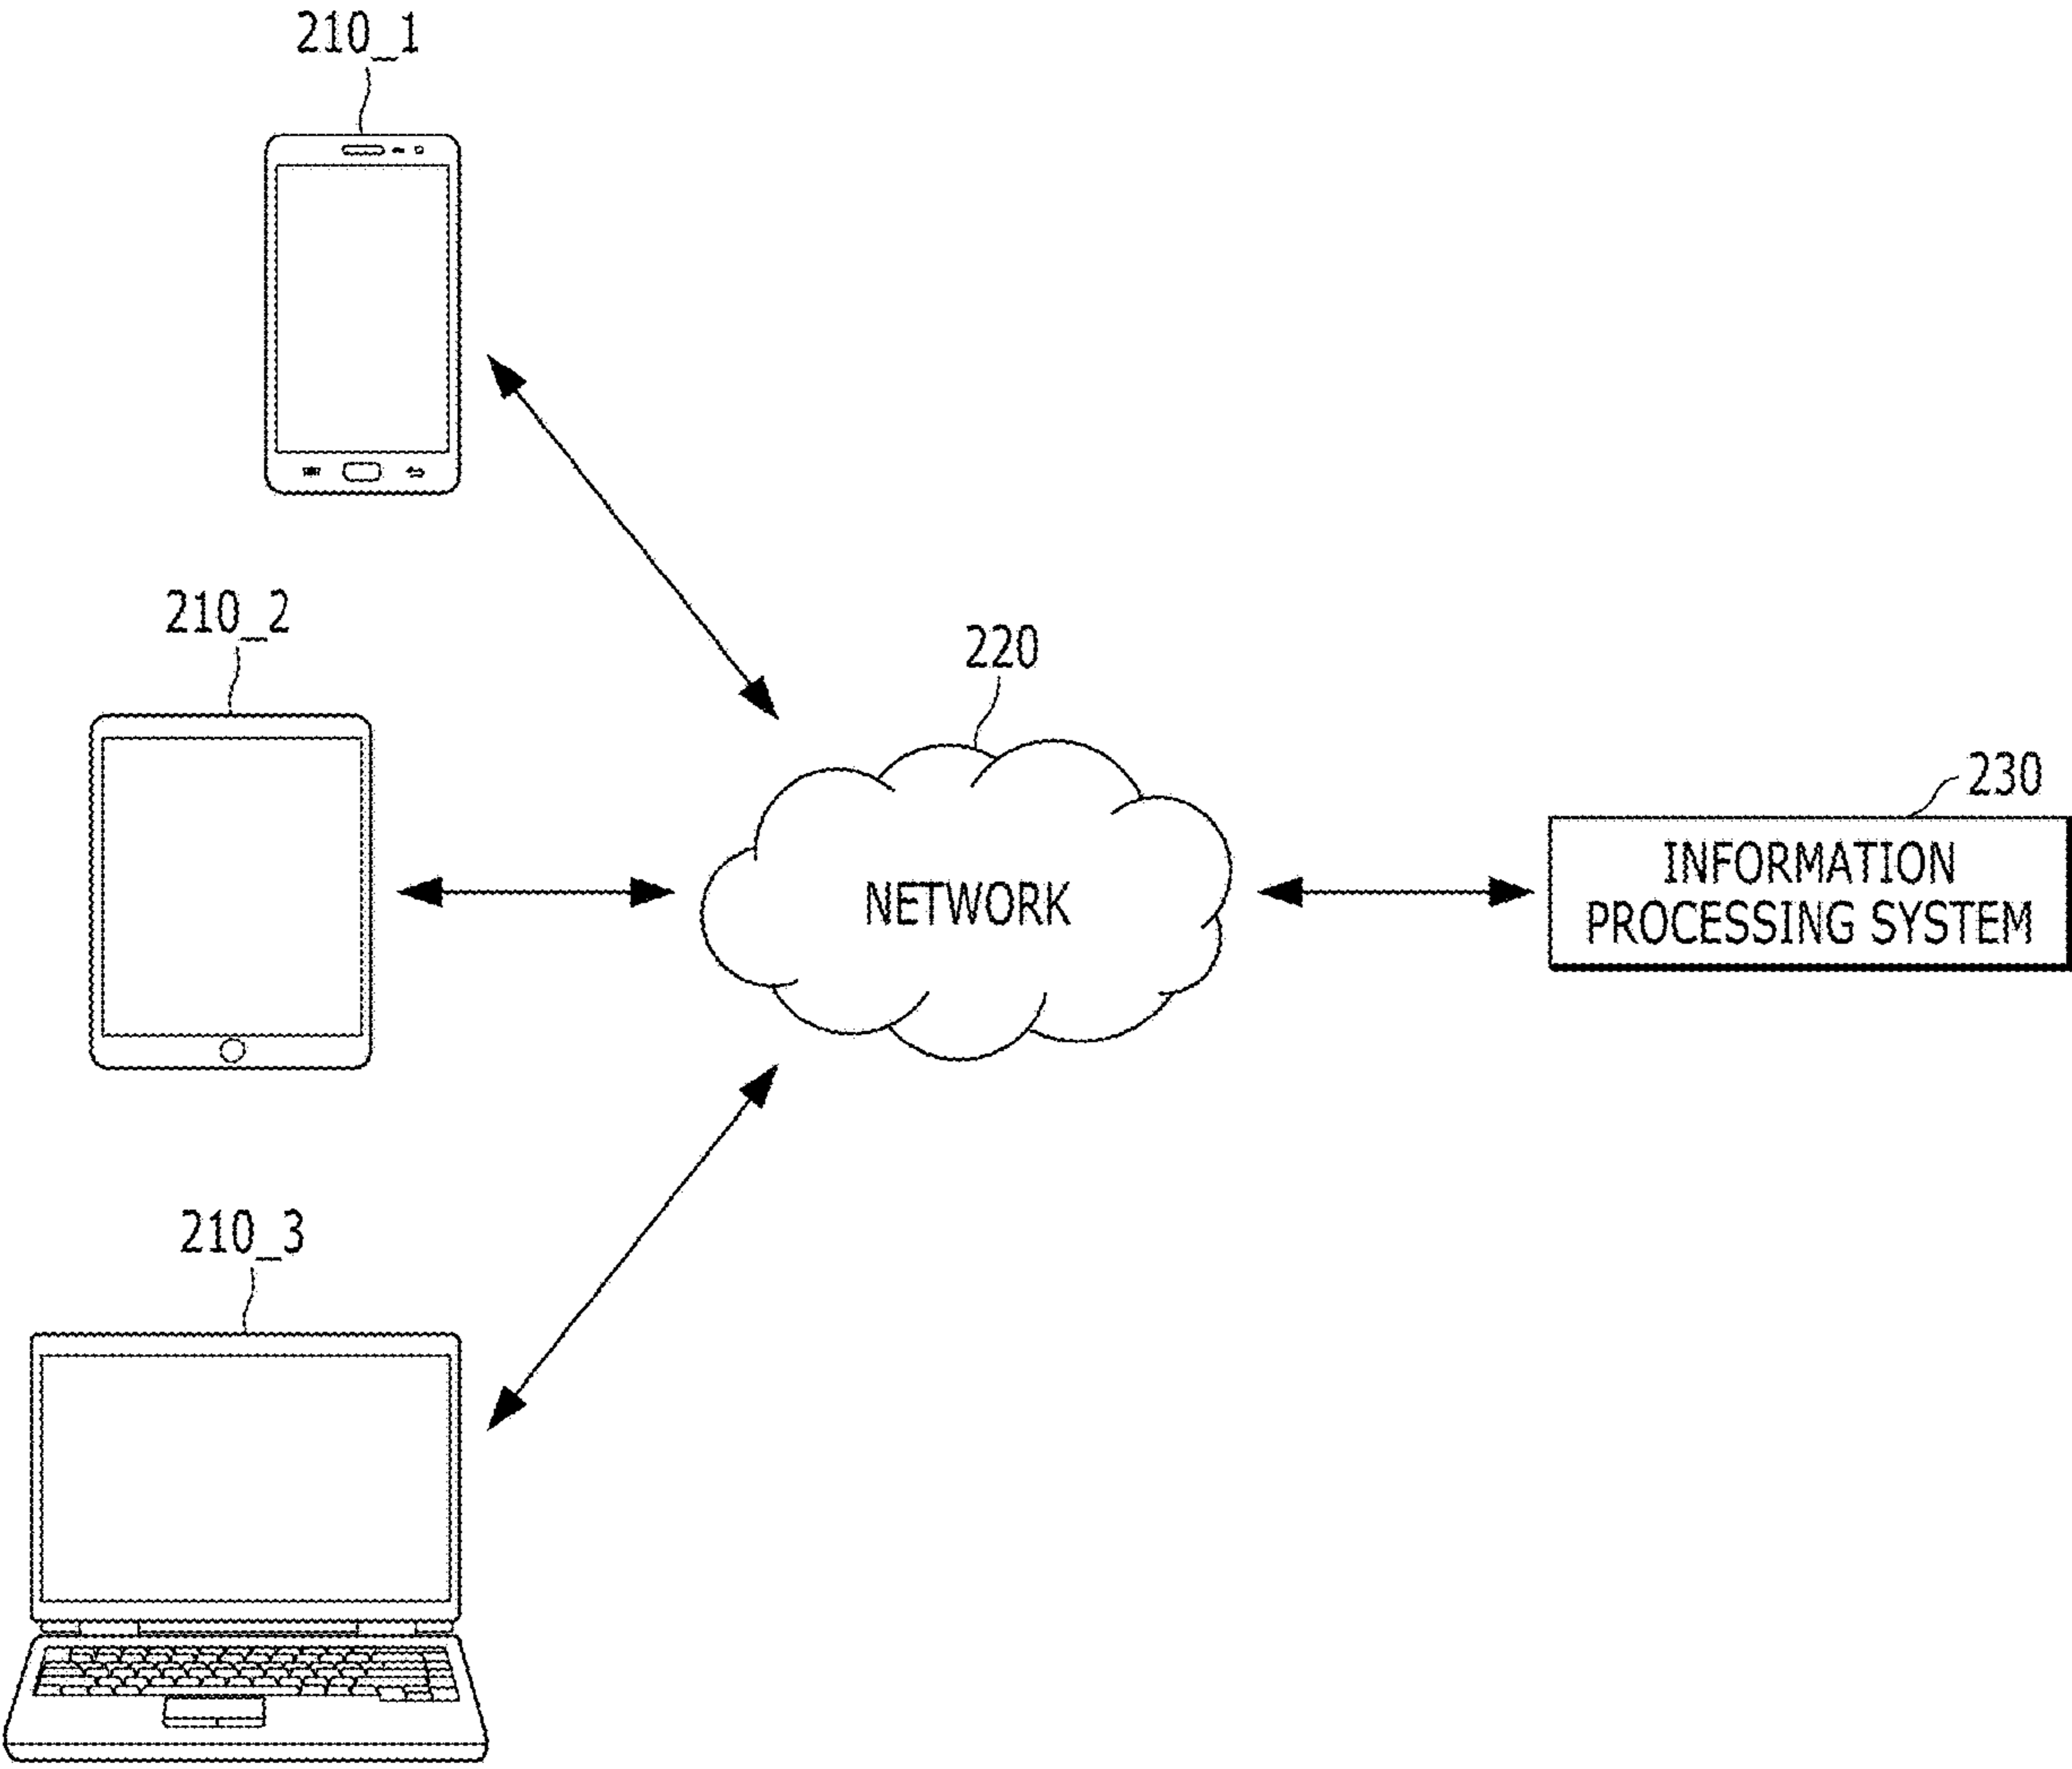 210_1
210_2
220
230
INFORMATION
PROCESSING SYSTEM
NETWORK
210_3